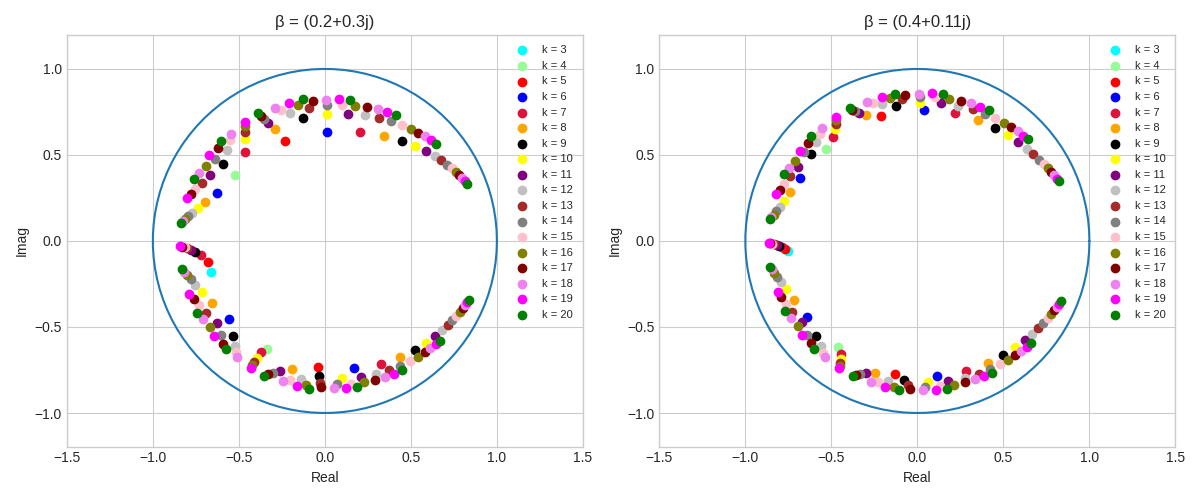 β = (0.2+0.3j)
1.0
0.5
0.0
−0.5
−1.0
Imag
−1.5
−1.0
−0.5
0.0
0.5
1.0
1.5
Real
k = 3
k = 4
k = 5
k = 6
k = 7
k = 8
k = 9
k = 10
k = 11
k = 12
k = 13
k = 14
k = 15
k = 16
k = 17
k = 18
k = 19
k = 20
β = (0.4+0.11j)
1.0
0.5
0.0
−0.5
−1.0
Imag
−1.5
−1.0
−0.5
0.0
0.5
1.0
1.5
Real
k = 3
k = 4
k = 5
k = 6
k = 7
k = 8
k = 9
k = 10
k = 11
k = 12
k = 13
k = 14
k = 15
k = 16
k = 17
k = 18
k = 19
k = 20